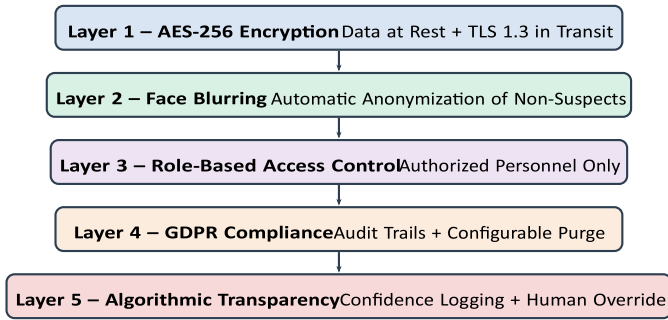 Layer 1 – AES-256 Encryption Data at Rest + TLS 1.3 in Transit
Layer 2 – Face Blurring Automatic Anonymization of Non-Suspects
Layer 3 – Role-Based Access Control Authorized Personnel Only
Layer 4 – GDPR Compliance Audit Trails + Configurable Purge
Layer 5 – Algorithmic Transparency Confidence Logging + Human Override